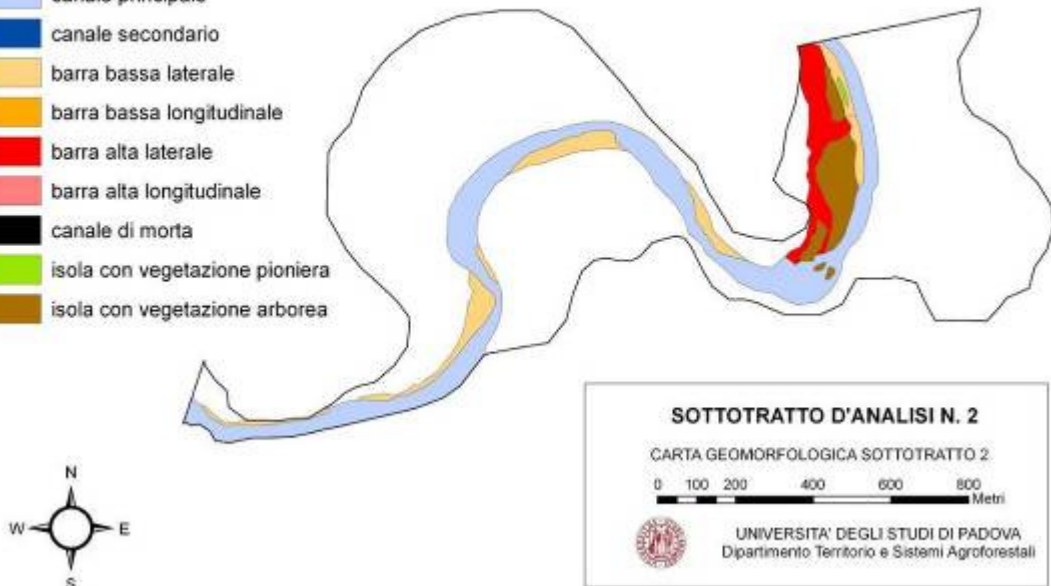 canale principale
canale secondario
barra bassa laterale
barra bassa longitudinale
barra alta laterale
barra alta longitudinale
canale di morta
isola con vegetazione pioniera
isola con vegetazione arborea
N
W E
S
SOTTOTRATTO D'ANALISI N. 2
CARTA GEOMORFOLOGICA SOTTOTRATTO 2
0 100 200 400 600 800
Metri
UNIVERSITA' DEGLI STUDI DI PADOVA
Dipartimento Territorio e Sistemi Agroforestali